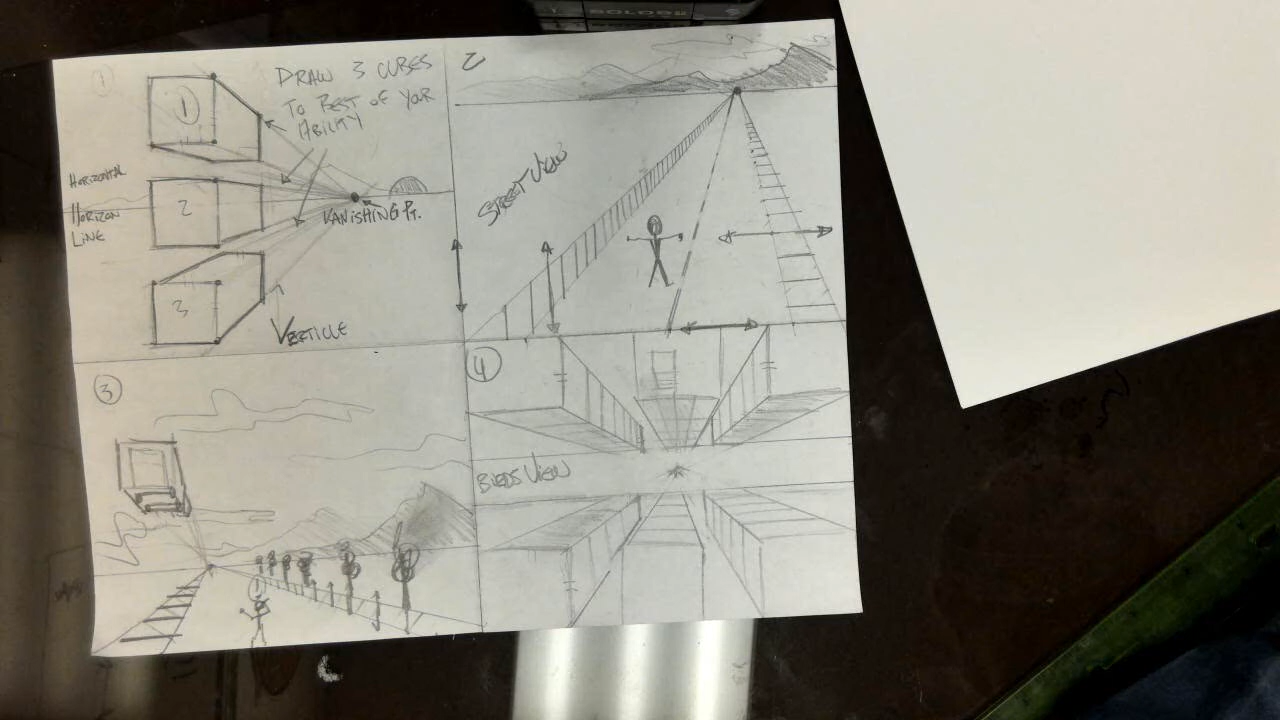 1
DRAW 3 CUBES
TO BEST OF YOUR
ABILITY
1
HORIZONTAL
HORIZON
LINE
2
VANISHING PT.
3
VERTICLE
2
STREET VIEW
3
4
BIRDS VIEW